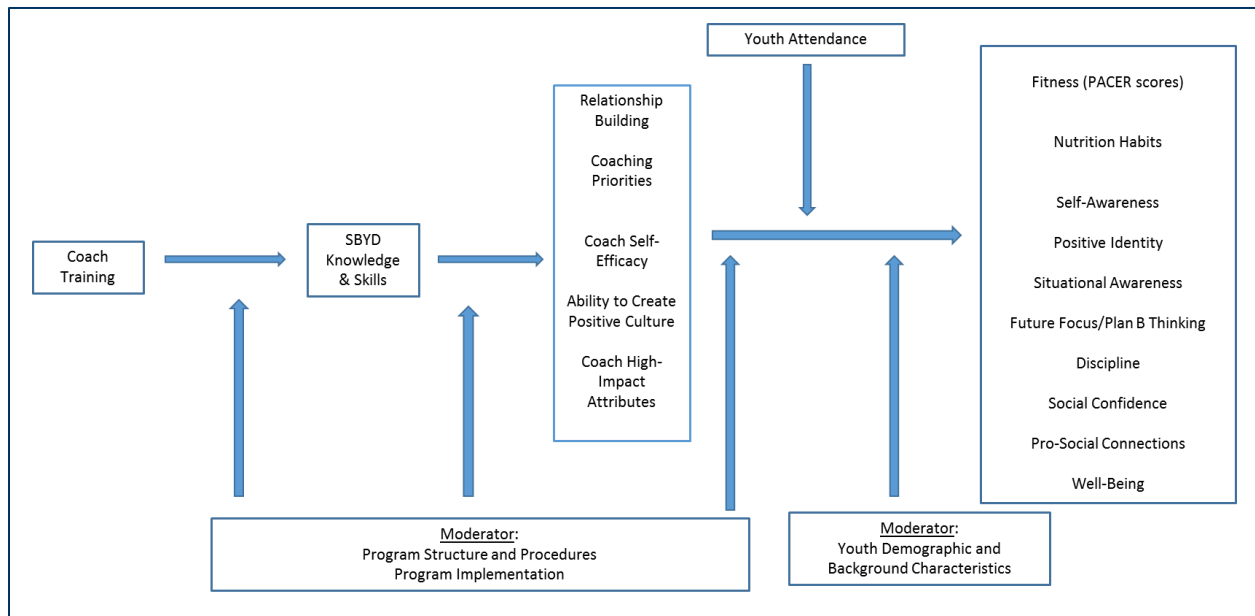 Youth Attendance
Coach
Training
SBYD
Knowledge
& Skills
Relationship
Building
Coaching
Priorities
Coach Self-
Efficacy
Ability to Create
Positive Culture
Coach High-
Impact
Attributes
Fitness (PACER scores)
Nutrition Habits
Self-Awareness
Positive Identity
Situational Awareness
Future Focus/Plan B Thinking
Discipline
Social Confidence
Pro-Social Connections
Well-Being
Moderator:
Program Structure and Procedures
Program Implementation
Moderator:
Youth Demographic and
Background Characteristics